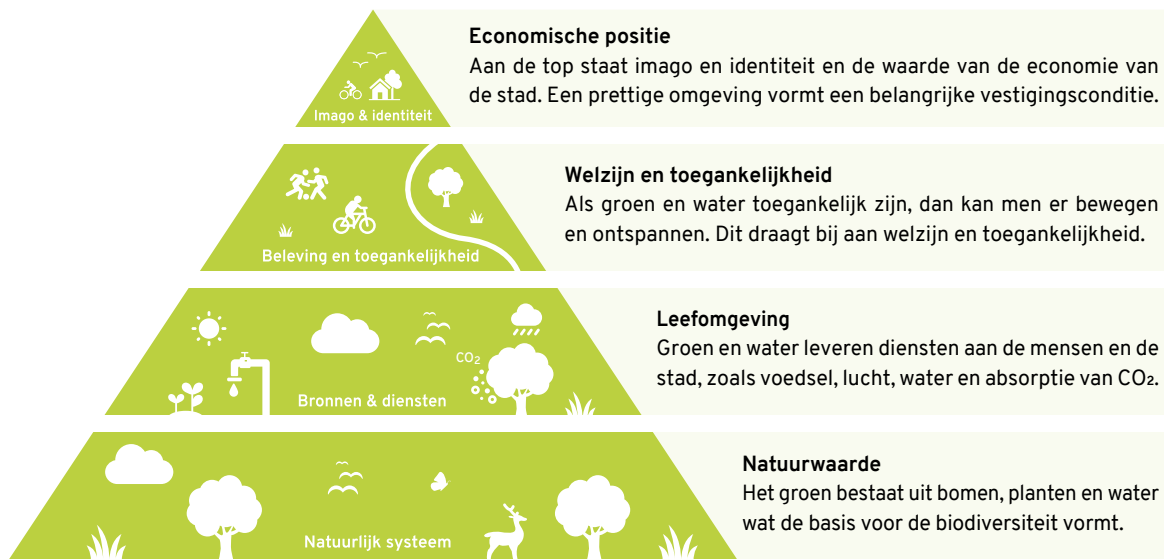 Economische positie
Aan de top staat imago en identiteit en de waarde van de economie van
de stad. Een prettige omgeving vormt een belangrijke vestigingsconditie.
Imago & identiteit
Welzijn en toegankelijkheid
Als groen en water toegankelijk zijn, dan kan men er bewegen
en ontspannen. Dit draagt bij aan welzijn en toegankelijkheid.
Beleving en toegankelijkheid
Leefomgeving
Groen en water leveren diensten aan de mensen en de
stad, zoals voedsel, lucht, water en absorptie van CO₂.
CO₂
Bronnen & diensten
Natuurwaarde
Het groen bestaat uit bomen, planten en water
wat de basis voor de biodiversiteit vormt.
Natuurlijk systeem